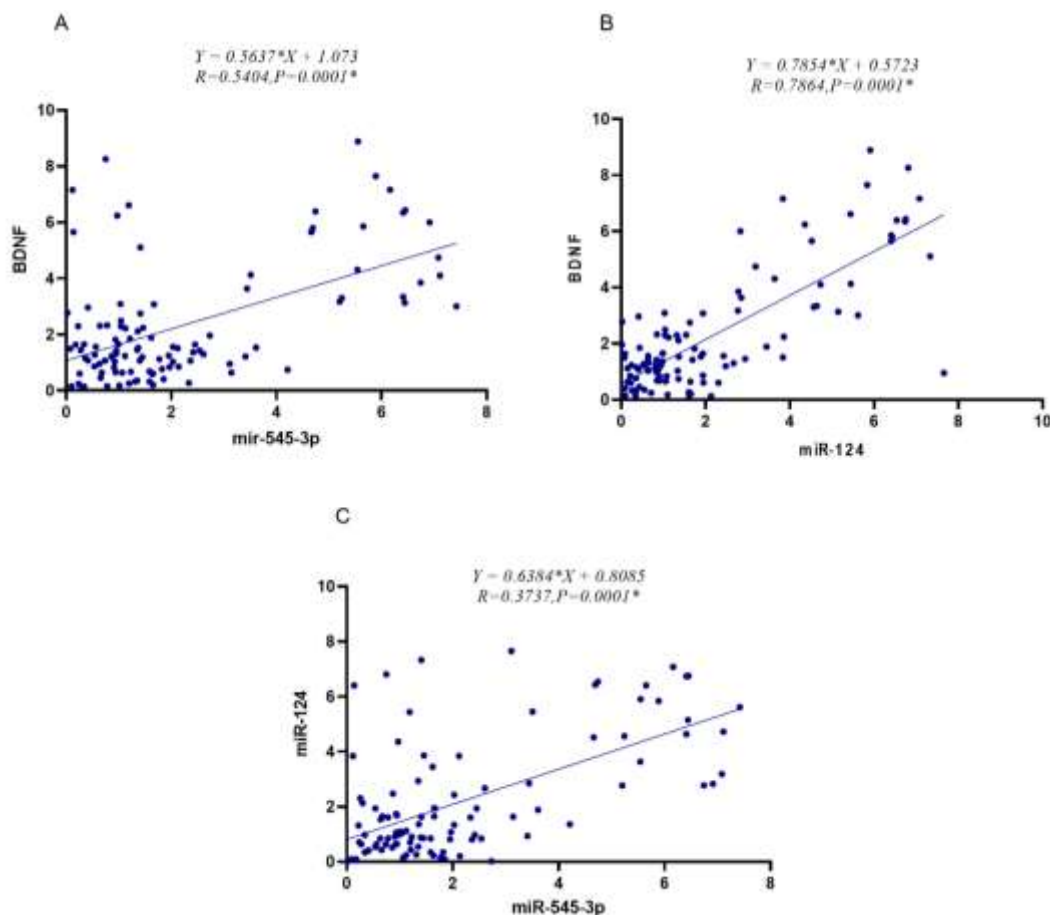 A
Y = 0.5637*X + 1.073
R=0.5404,P=0.0001*
10
8
6
4
2
0
BDNF
0 2 4 6 8
mir-545-3p
B
Y = 0.7854*X + 0.5723
R=0.7864,P=0.0001*
10
8
6
4
2
0
BDNF
0 2 4 6 8 10
miR-124
C
Y = 0.6384*X + 0.8085
R=0.3737,P=0.0001*
10
8
6
4
2
0
miR-124
0 2 4 6 8
miR-545-3p